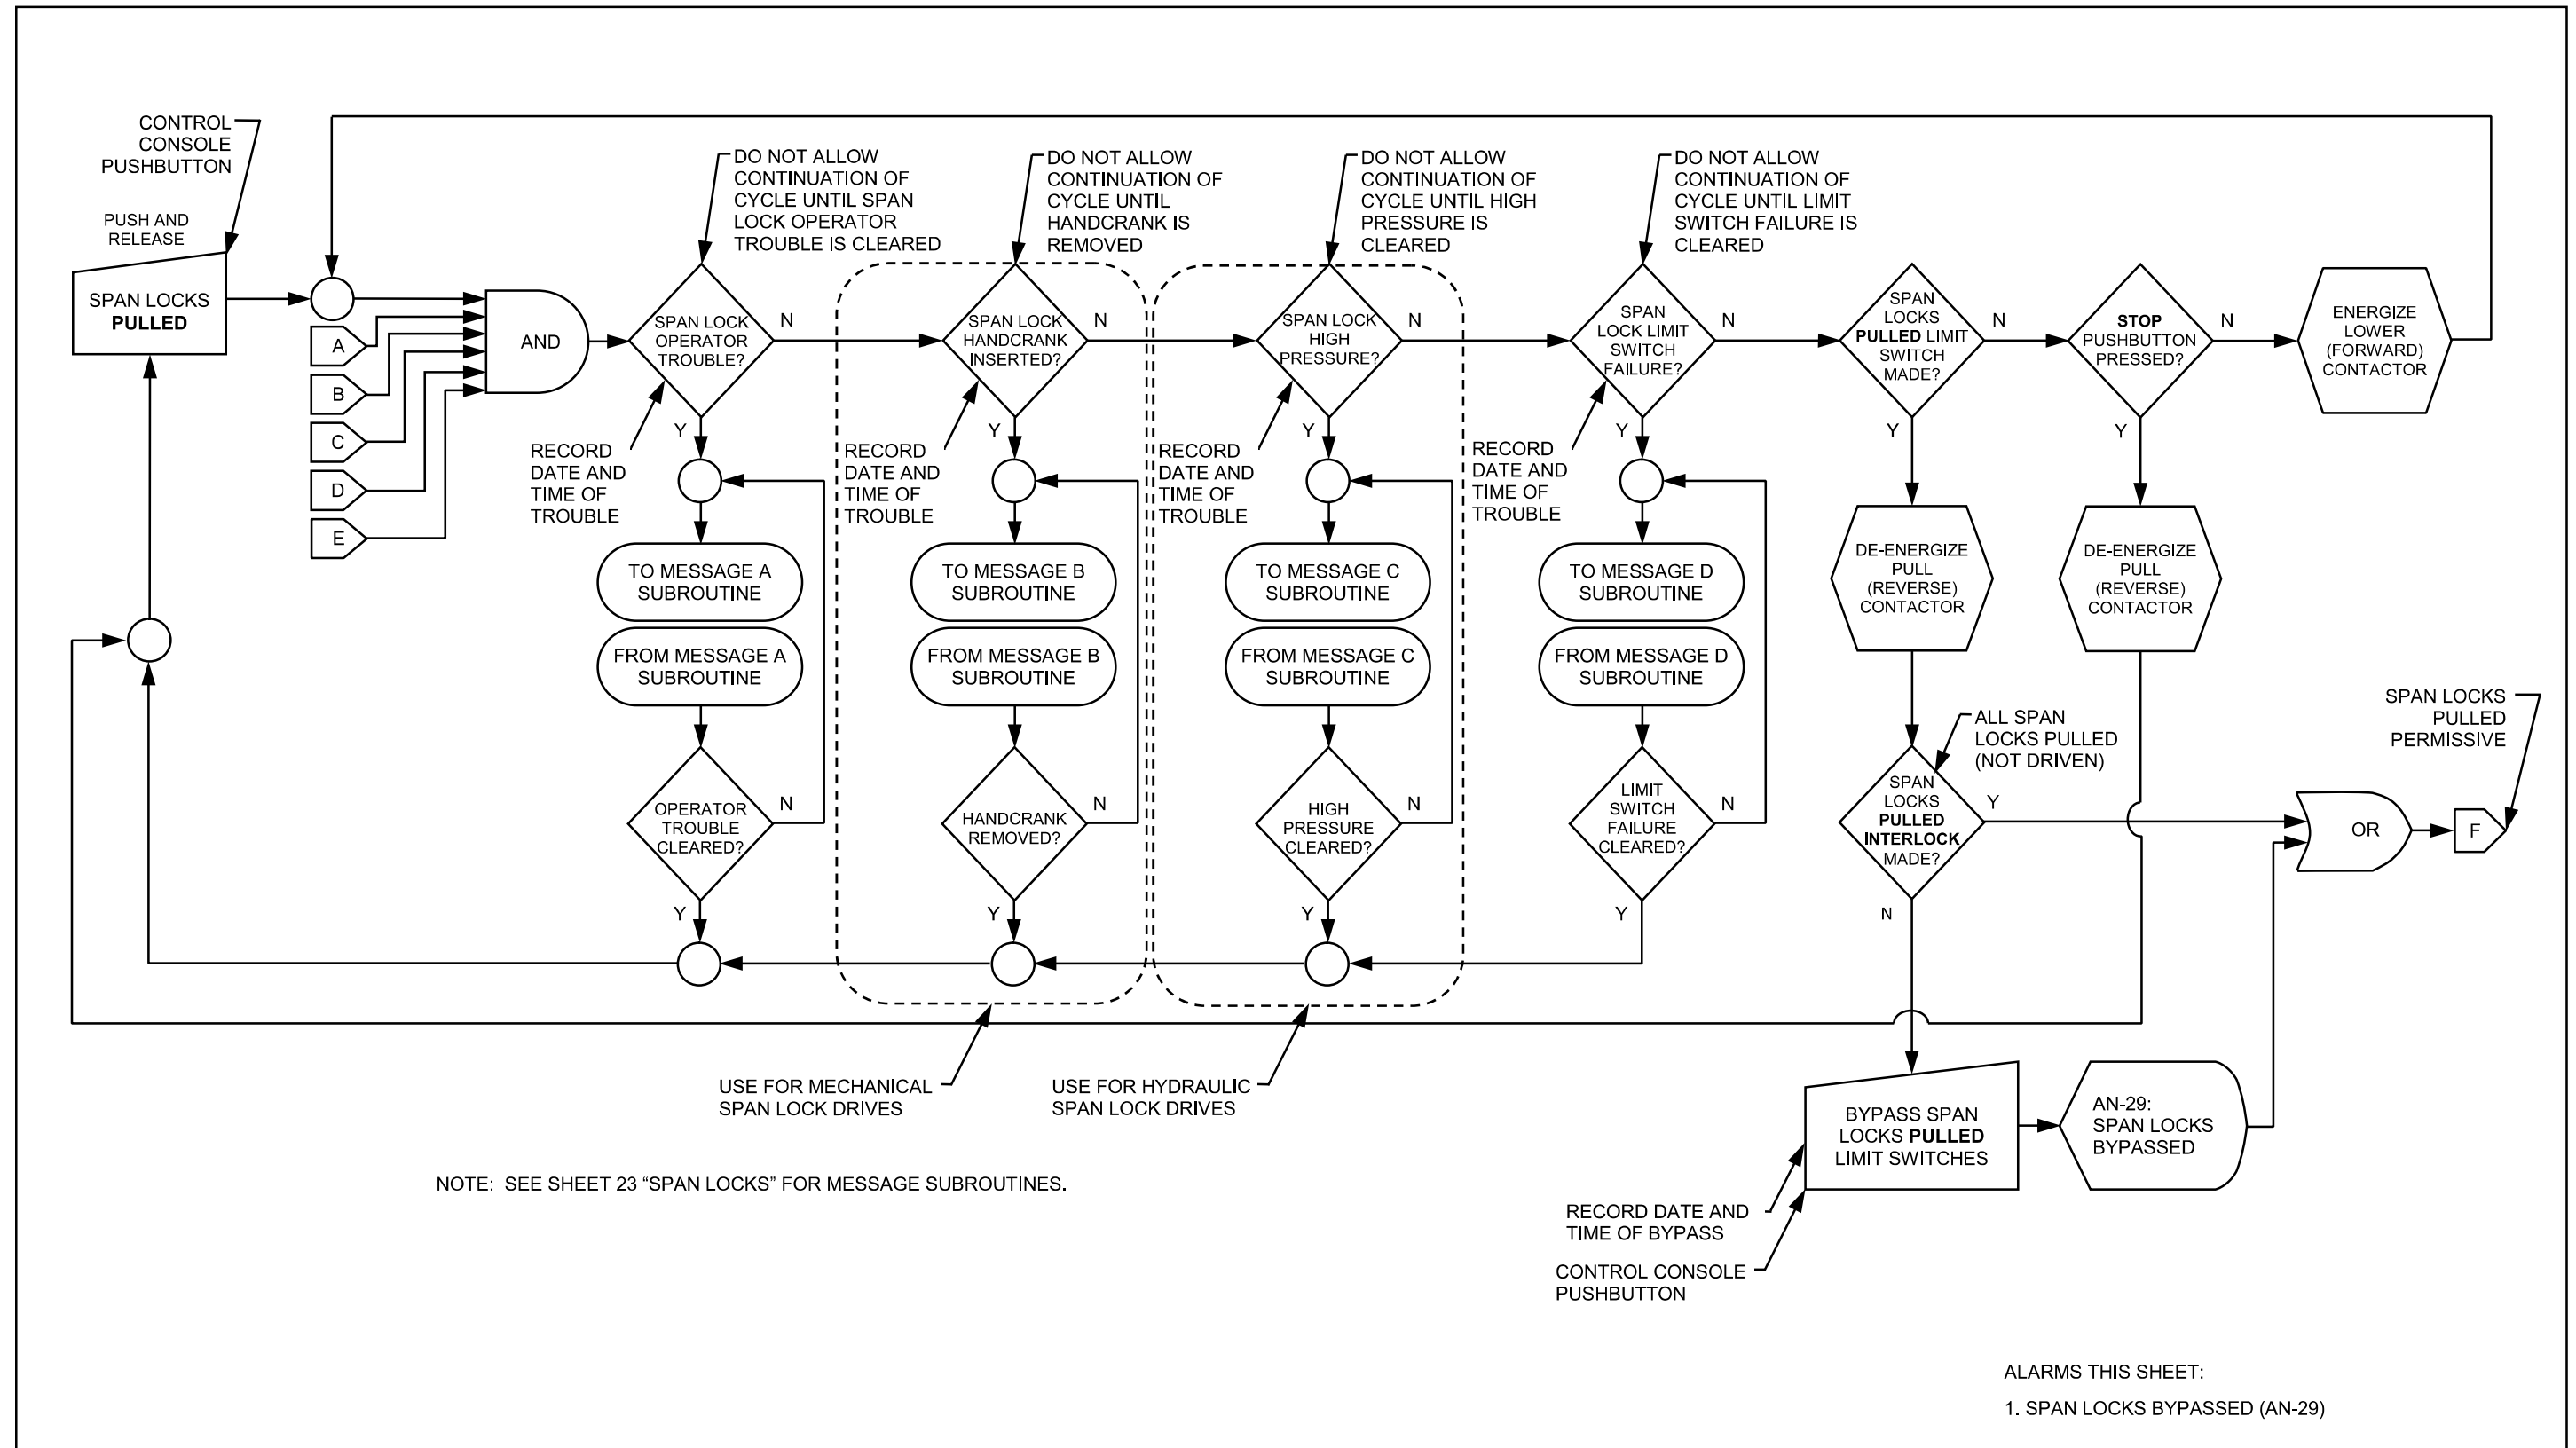 CONTROL
CONSOLE
PUSHBUTTON
PUSH AND
RELEASE
SPAN LOCKS
PULLED
A
B
C
D
E
AND
DO NOT ALLOW
CONTINUATION OF
CYCLE UNTIL SPAN
LOCK OPERATOR
TROUBLE IS CLEARED
SPAN LOCK
OPERATOR
TROUBLE?
N
Y
RECORD
DATE AND
TIME OF
TROUBLE
TO MESSAGE A
SUBROUTINE
FROM MESSAGE A
SUBROUTINE
OPERATOR
TROUBLE
CLEARED?
N
Y
DO NOT ALLOW
CONTINUATION OF
CYCLE UNTIL
HANDCRANK IS
REMOVED
SPAN LOCK
HANDCRANK
INSERTED?
N
Y
RECORD
DATE AND
TIME OF
TROUBLE
TO MESSAGE B
SUBROUTINE
FROM MESSAGE B
SUBROUTINE
HANDCRANK
REMOVED?
N
Y
USE FOR MECHANICAL
SPAN LOCK DRIVES
DO NOT ALLOW
CONTINUATION OF
CYCLE UNTIL HIGH
PRESSURE IS
CLEARED
SPAN LOCK
HIGH
PRESSURE?
N
Y
RECORD
DATE AND
TIME OF
TROUBLE
TO MESSAGE C
SUBROUTINE
FROM MESSAGE C
SUBROUTINE
HIGH
PRESSURE
CLEARED?
N
Y
USE FOR HYDRAULIC
SPAN LOCK DRIVES
DO NOT ALLOW
CONTINUATION OF
CYCLE UNTIL LIMIT
SWITCH FAILURE IS
CLEARED
SPAN
LOCK LIMIT
SWITCH
FAILURE?
N
Y
RECORD
DATE AND
TIME OF
TROUBLE
TO MESSAGE D
SUBROUTINE
FROM MESSAGE D
SUBROUTINE
LIMIT
SWITCH
FAILURE
CLEARED?
N
Y
SPAN
LOCKS
PULLED LIMIT
SWITCH
MADE?
N
Y
DE-ENERGIZE
PULL
(REVERSE)
CONTACTOR
ALL SPAN
LOCKS PULLED
(NOT DRIVEN)
SPAN
LOCKS
PULLED
INTERLOCK
MADE?
Y
N
STOP
PUSHBUTTON
PRESSED?
N
Y
DE-ENERGIZE
PULL
(REVERSE)
CONTACTOR
ENERGIZE
LOWER
(FORWARD)
CONTACTOR
SPAN LOCKS
PULLED
PERMISSIVE
OR
F
BYPASS SPAN
LOCKS PULLED
LIMIT SWITCHES
AN-29:
SPAN LOCKS
BYPASSED
RECORD DATE AND
TIME OF BYPASS
CONTROL CONSOLE
PUSHBUTTON
NOTE: SEE SHEET 23 “SPAN LOCKS” FOR MESSAGE SUBROUTINES.
ALARMS THIS SHEET:
1. SPAN LOCKS BYPASSED (AN-29)